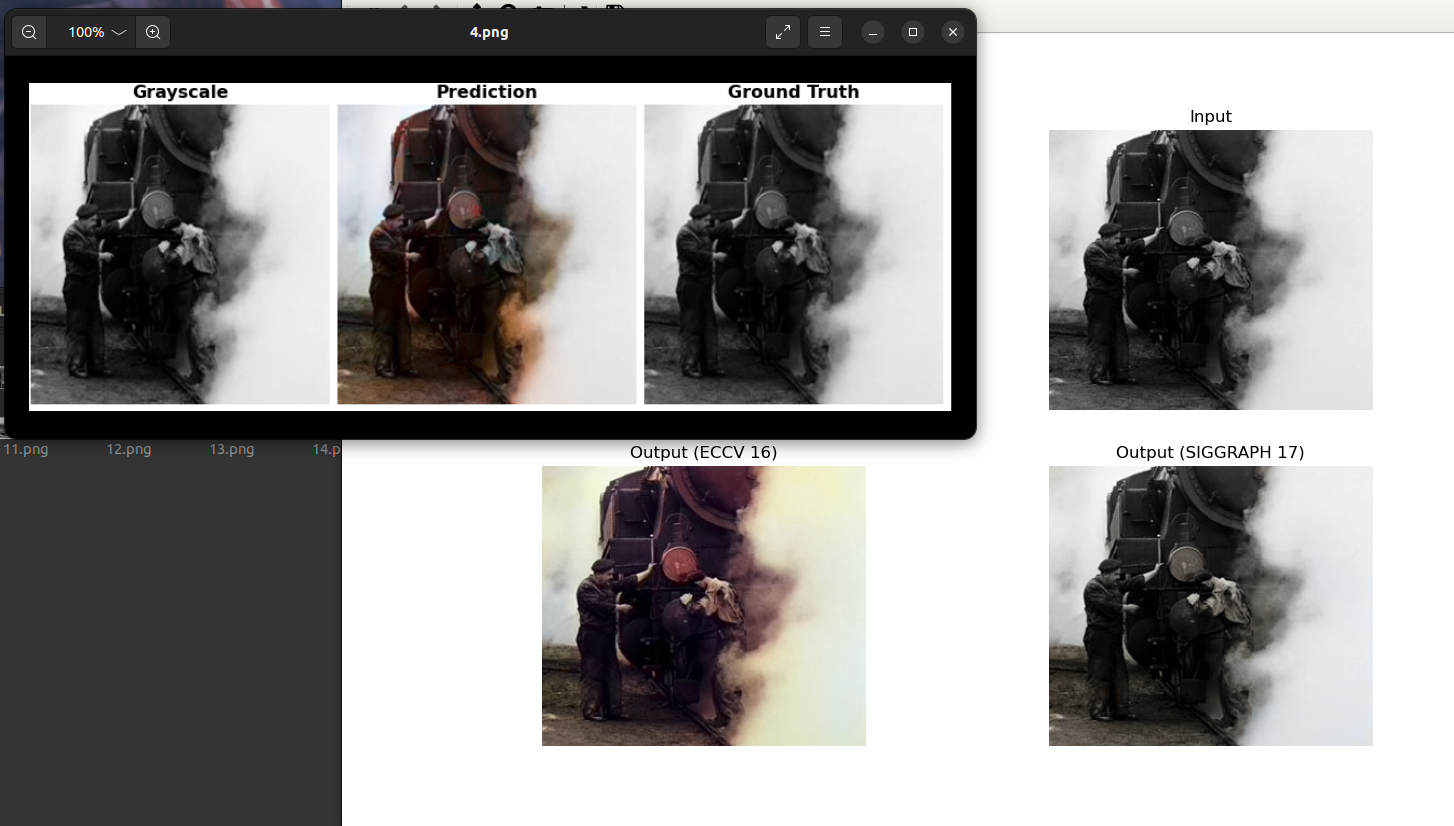 100%
4.png
Grayscale
Prediction
Ground Truth
Input
11.png
12.png
13.png
14.p
Output (ECCV 16)
Output (SIGGRAPH 17)